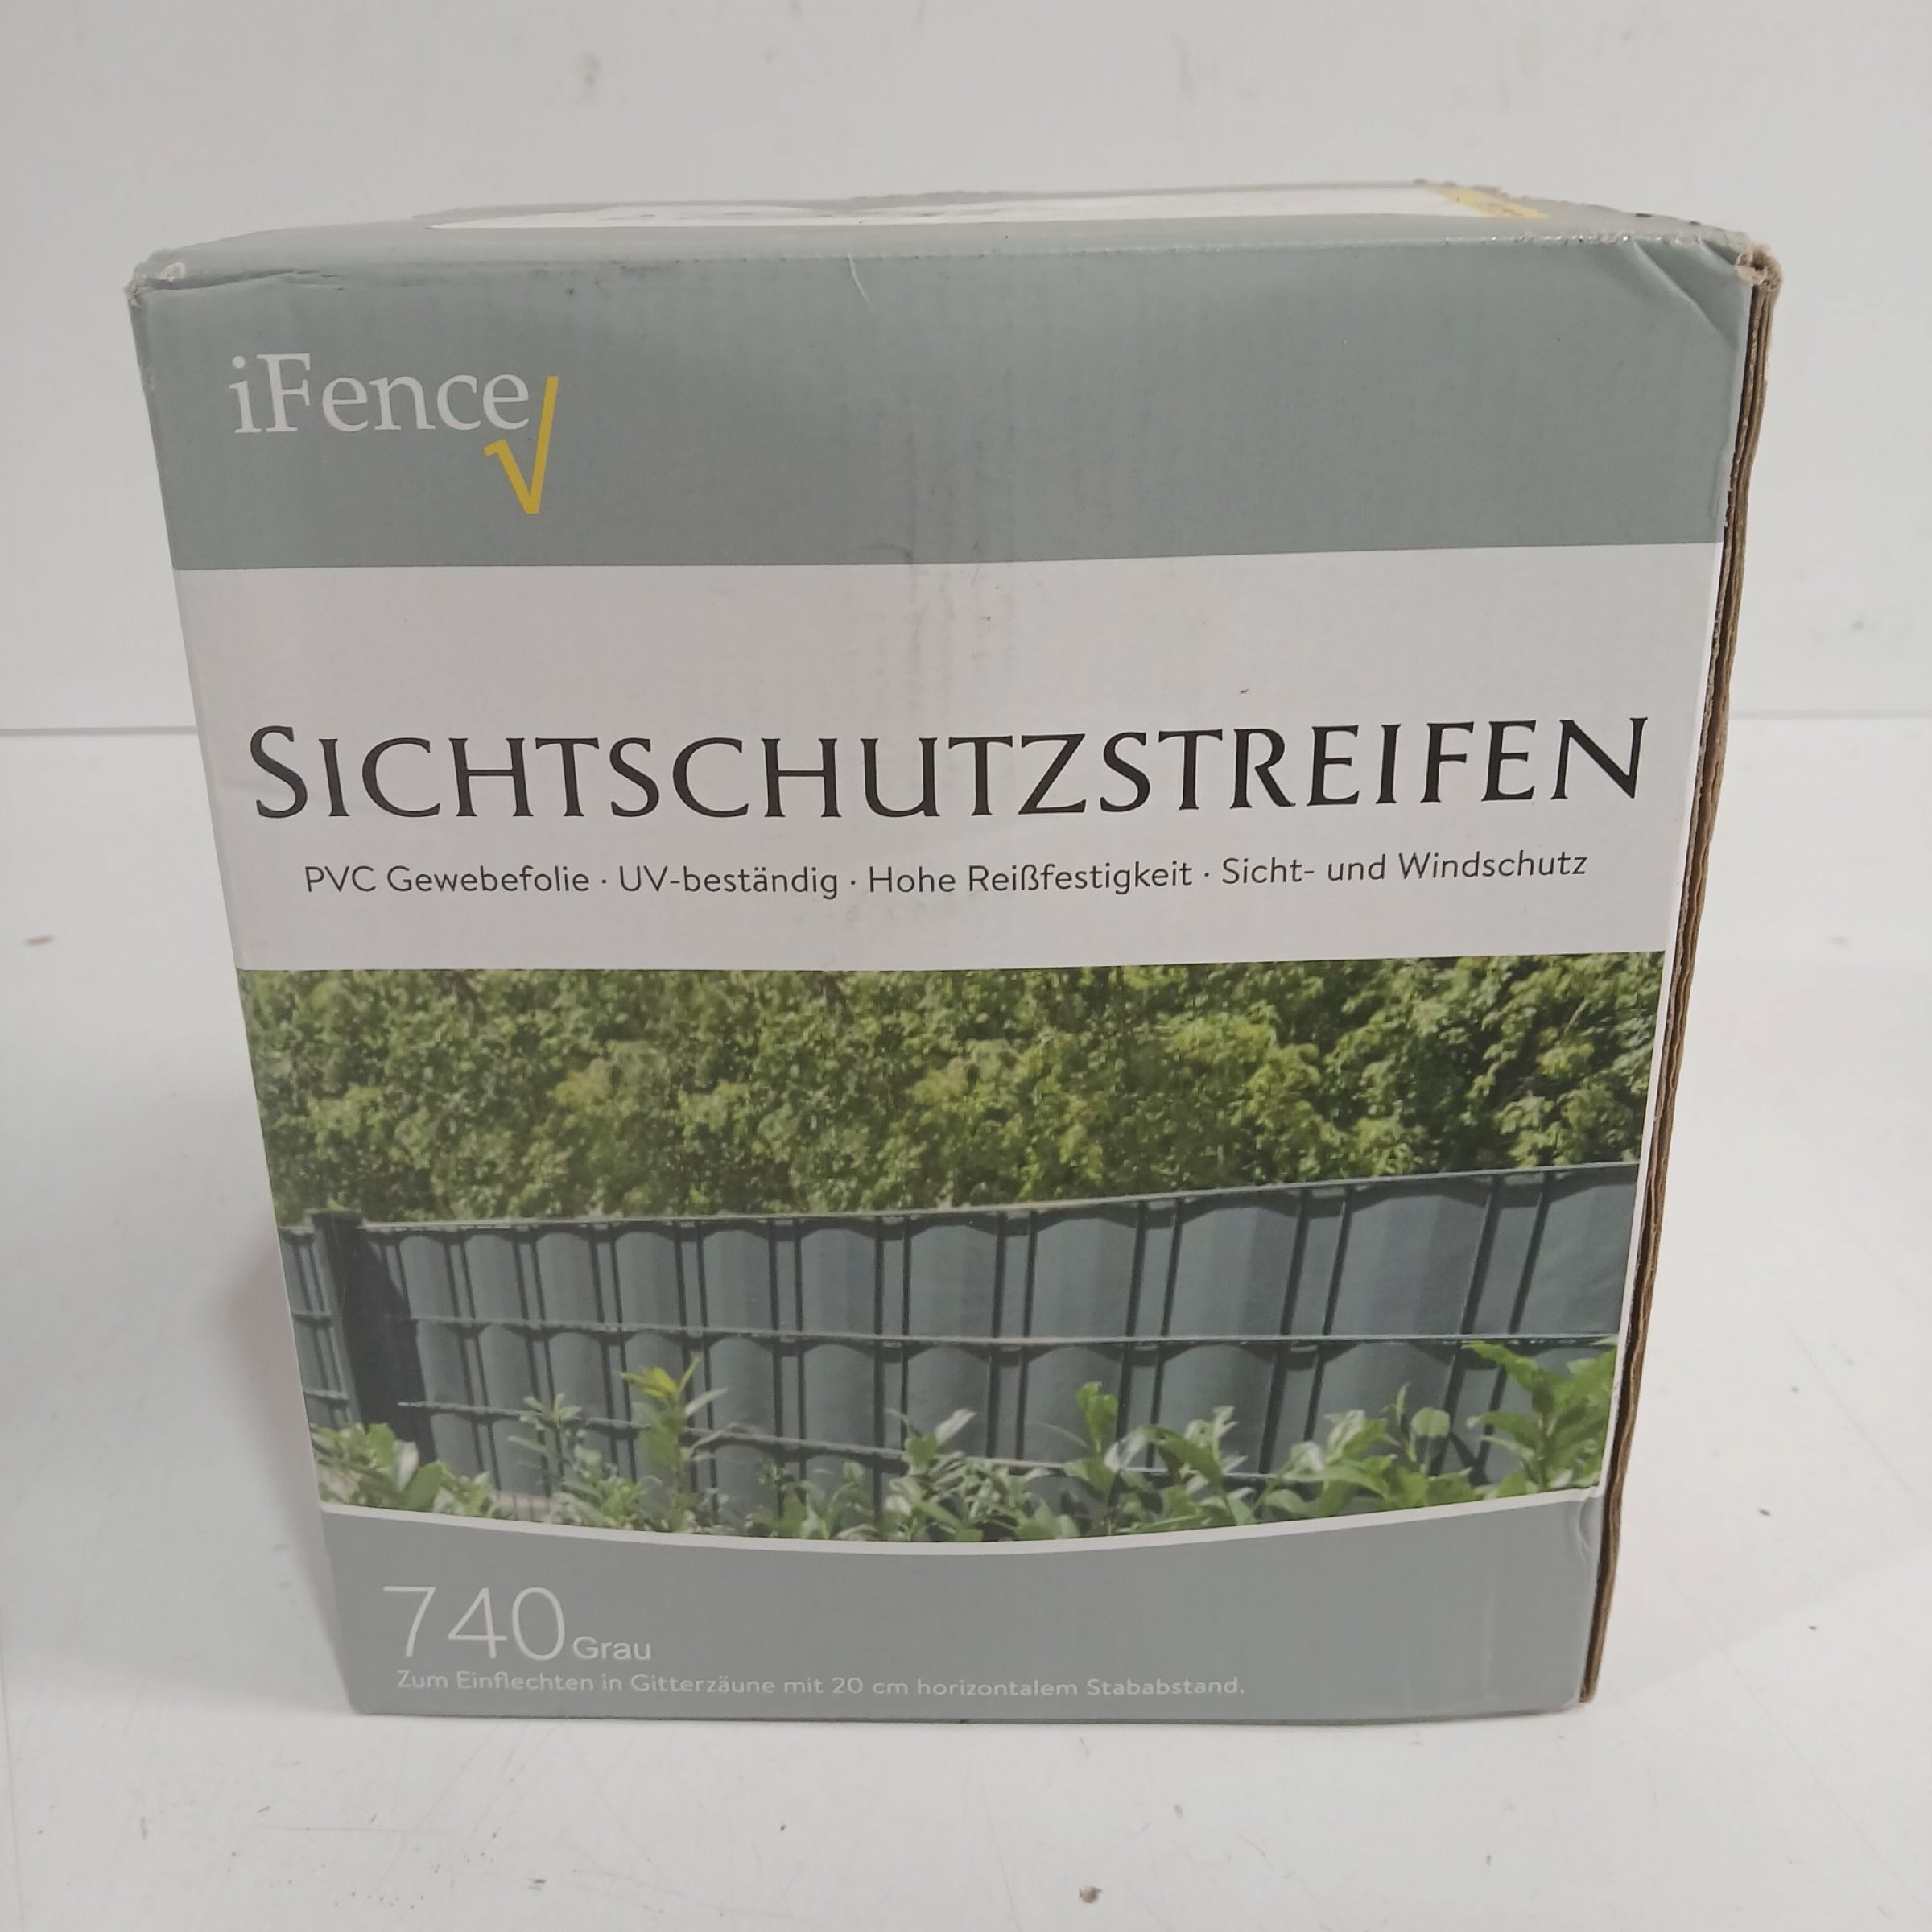 iFence
SICHTSCHUTZSTREIFEN
PVC Gewebefolie · UV-beständig · Hohe Reißfestigkeit · Sicht- und Windschutz
740 Grau
Zum Einflechten in Gitterzäune mit 20 cm horizontalem Stababstand.